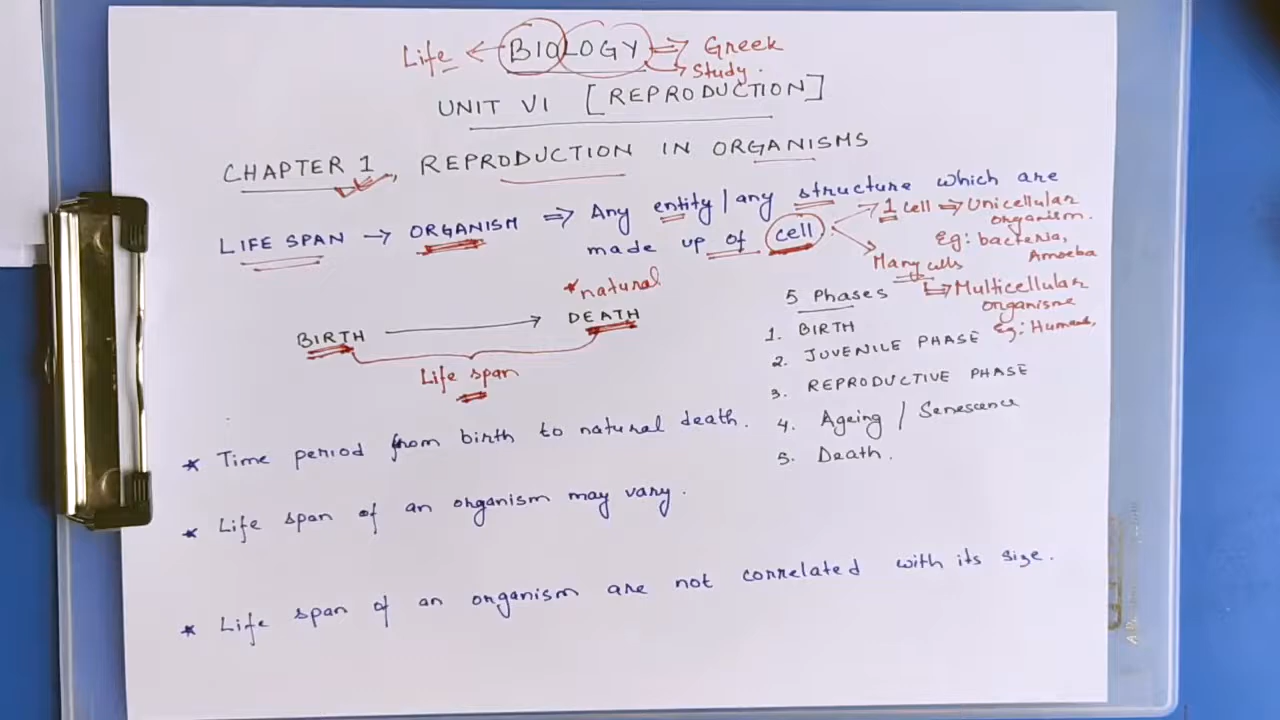 Life ← BIOLOGY ⇒ Greek
→ Study.
UNIT VI [REPRODUCTION]
CHAPTER 1, REPRODUCTION IN ORGANISMS
LIFE SPAN → ORGANISM ⇒ Any entity / any structure which are
made up of cell
→ 1 cell ⇒ Unicellular
organism.
Eg: bacteria,
Amoeba
Many cells
↳ Multicellular
organisme
Eg: Humans,
*natural
BIRTH → DEATH
Life span
5 Phases
1. BIRTH
2. JUVENILE PHASE
3. REPRODUCTIVE PHASE
4. Ageing / Senescence
5. Death.
* Time period from birth to natural death.
* Life span of an organism may vary.
* Life span of an organism are not correlated with its size.